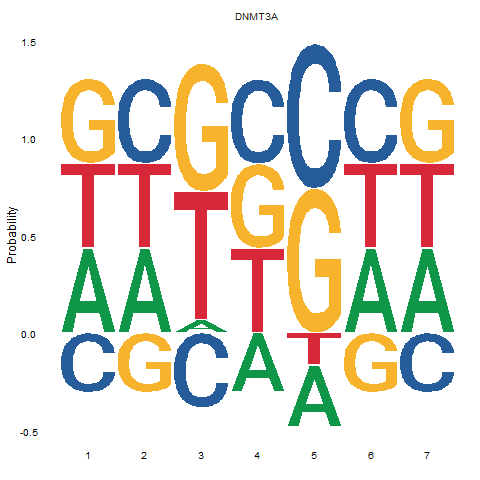 DNMT3A
1.5
1.0
0.5
0.0
-0.5
Probability
G C G C C C G
T T T G G T T
A A A T T A A
C G C A A G C
1 2 3 4 5 6 7